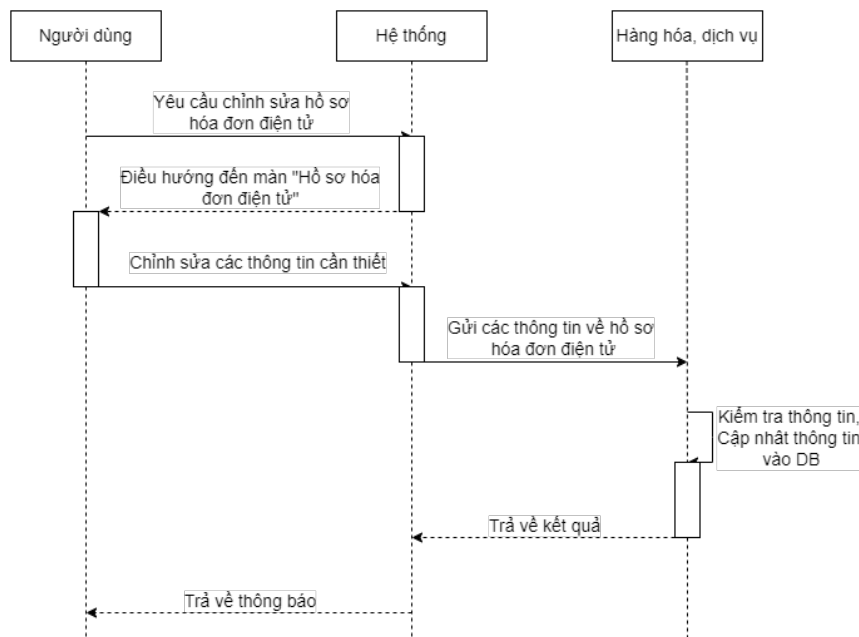 Người dùng
Hệ thống
Hàng hóa, dịch vụ
Yêu cầu chỉnh sửa hồ sơ
hóa đơn điện tử
Điều hướng đến màn "Hồ sơ hóa
đơn điện tử"
Chỉnh sửa các thông tin cần thiết
Gửi các thông tin về hồ sơ
hóa đơn điện tử
Kiểm tra thông tin,
Cập nhât thông tin
vào DB
Trả về kết quả
Trả về thông báo